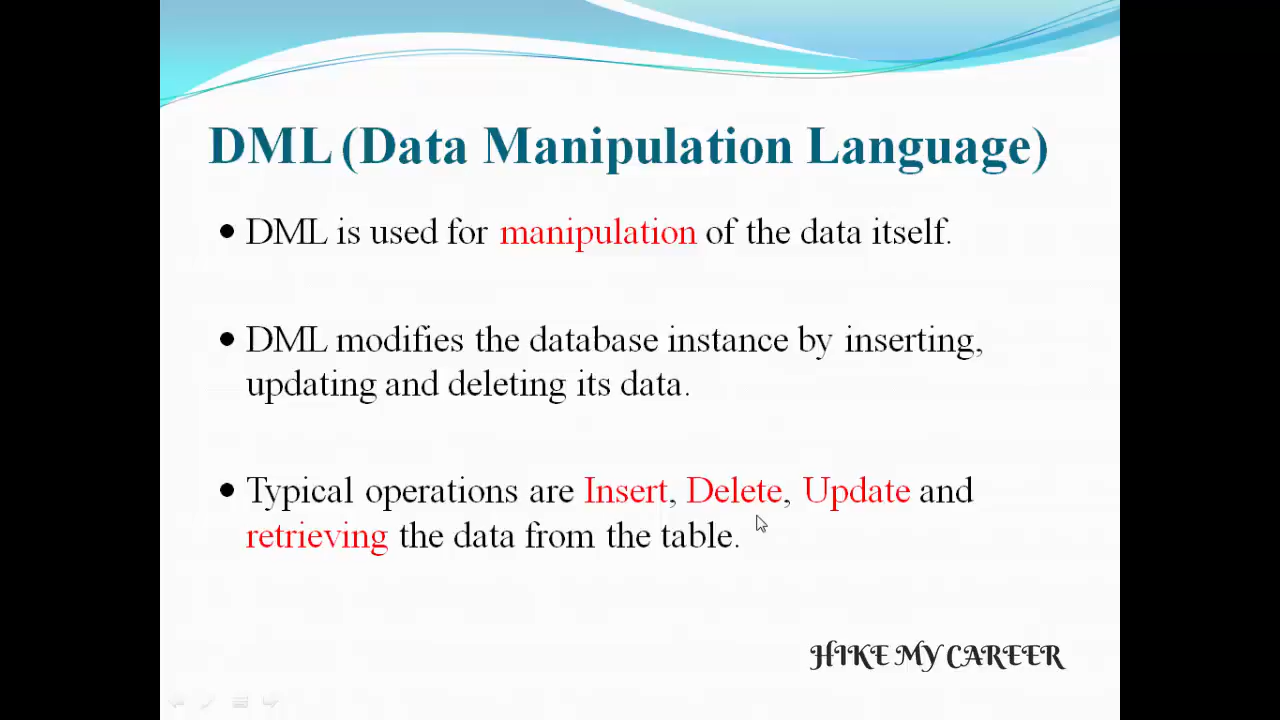 DML (Data Manipulation Language)
• DML is used for manipulation of the data itself.
• DML modifies the database instance by inserting,
updating and deleting its data.
• Typical operations are Insert, Delete, Update and
retrieving the data from the table.
HIKE MY CAREER